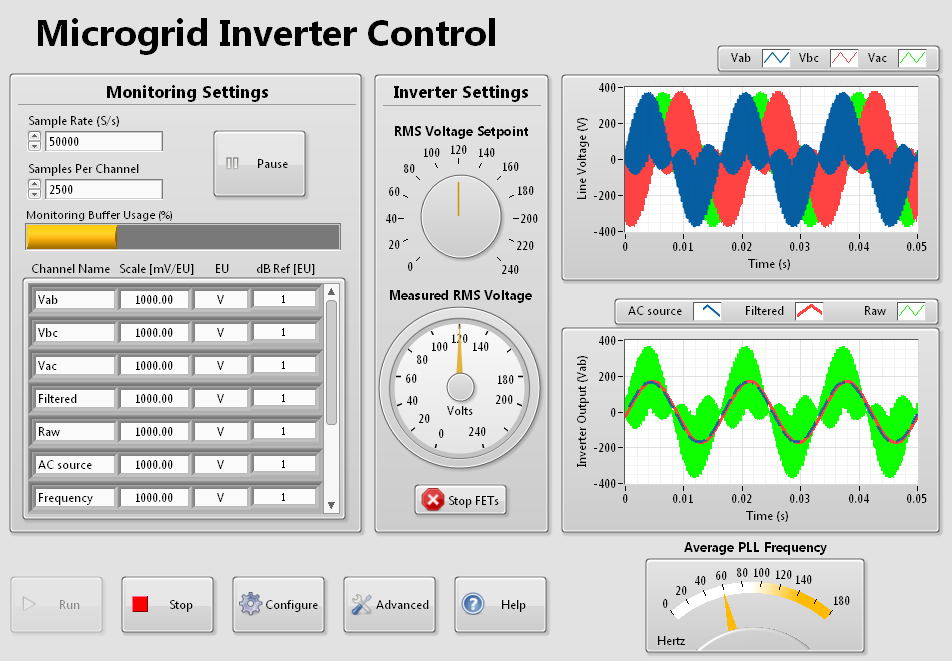 Microgrid Inverter Control
Monitoring Settings
Sample Rate (S/s)
50000
Samples Per Channel
2500
Pause
Monitoring Buffer Usage (%)
Channel Name Scale [mV/EU] EU dB Ref [EU]
Vab 1000.00 V 1
Vbc 1000.00 V 1
Vac 1000.00 V 1
Filtered 1000.00 V 1
Raw 1000.00 V 1
AC source 1000.00 V 1
Frequency 1000.00 V 1
Inverter Settings
RMS Voltage Setpoint
0 20 40 60 80 100 120 140 160 180 200 220 240
Measured RMS Voltage
0 20 40 60 80 100 120 140 180 200 240
Volts
Stop FETs
Vab Vbc Vac
Line Voltage (V)
400
200
0
-200
-400
0 0.01 0.02 0.03 0.04 0.05
Time (s)
AC source Filtered Raw
Inverter Output (Vab)
400
200
0
-200
-400
0 0.01 0.02 0.03 0.04 0.05
Time (s)
Average PLL Frequency
0 20 40 60 80 100 120 140 180
Hertz
Run Stop Configure Advanced Help